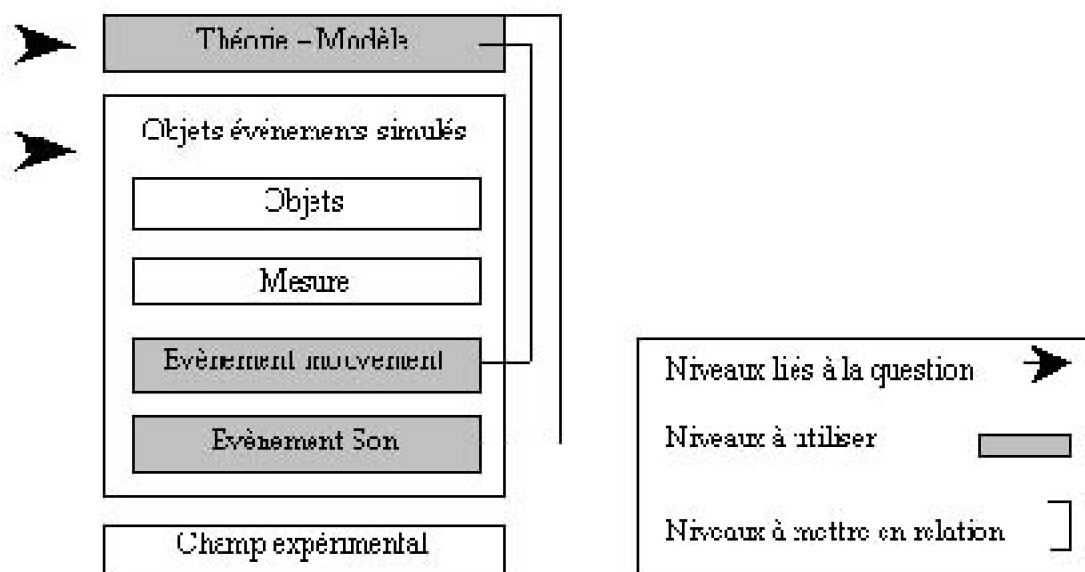 Théorie – Modèle
Objets événements simulés
Objets
Mesure
Evènement mouvement
Evènement Son
Champ expérimental
Niveaux liés à la question
Niveaux à utiliser
Niveaux à mettre en relation